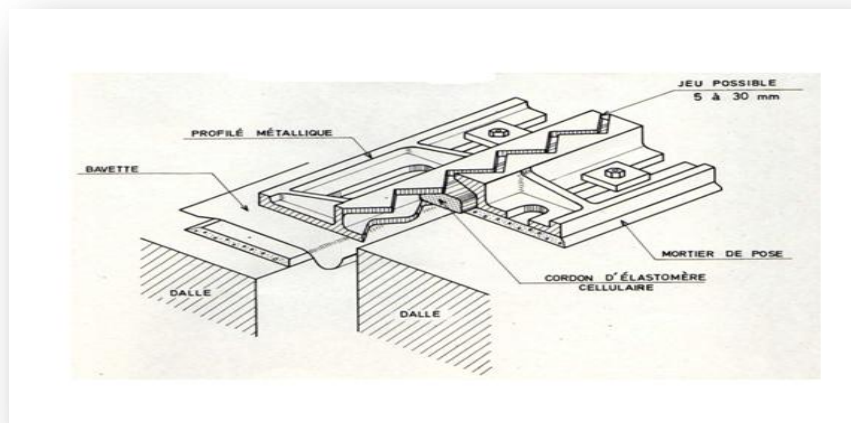 JEU POSSIBLE
5 à 30 mm
PROFILÉ MÉTALLIQUE
BAVETTE
MORTIER DE POSE
CORDON D'ÉLASTOMÈRE
CELLULAIRE
DALLE
DALLE